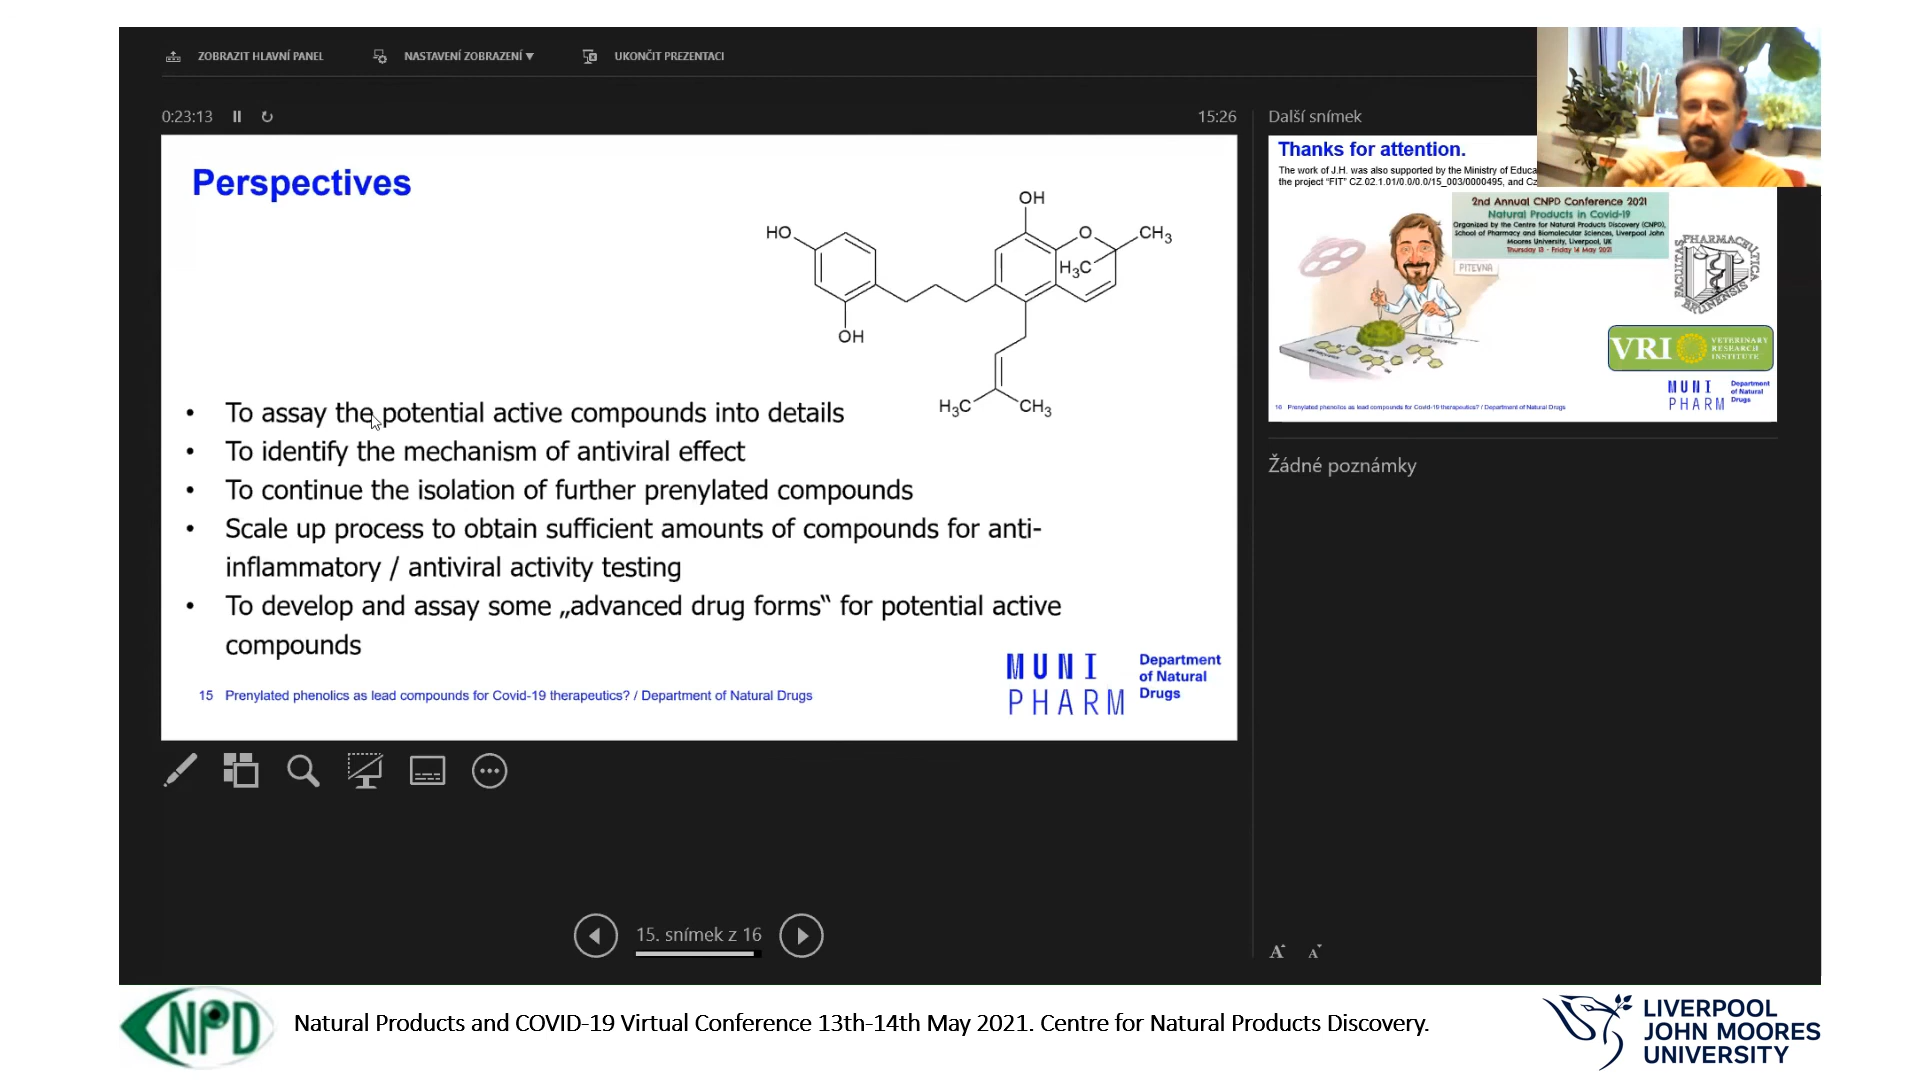 ZOBRAZIT HLAVNÍ PANEL
NASTAVENÍ ZOBRAZENÍ ▼
UKONČIT PREZENTACI
0:23:13
15:26
Perspectives
HO
OH
OH
O
CH₃
H₃C
H₃C
CH₃
• To assay the potential active compounds into details
• To identify the mechanism of antiviral effect
• To continue the isolation of further prenylated compounds
• Scale up process to obtain sufficient amounts of compounds for anti-
inflammatory / antiviral activity testing
• To develop and assay some „advanced drug forms‟ for potential active
compounds
15 Prenylated phenolics as lead compounds for Covid-19 therapeutics? / Department of Natural Drugs
MUNI
PHARM
Department
of Natural
Drugs
Další snímek
Thanks for attention.
The work of J.H. was also supported by the Ministry of Educa
the project "FIT" CZ.02.1.01/0.0/0.0/15_003/0000495, and Cz
2nd Annual CNPD Conference 2021
Natural Products in Covid-19
Organised by the Centre for Natural Products Discovery (CNPD),
School of Pharmacy and Biomolecular Sciences, Liverpool John
Moores University, Liverpool, UK
Thursday 13 - Friday 14 May 2021
PITEVNA
FACULTAS PHARMACEUTICA BRUNENSIS
VRI
VETERINARY
RESEARCH
INSTITUTE
MUNI
PHARM
Department
of Natural
Drugs
16 Prenylated phenolics as lead compounds for Covid-19 therapeutics? / Department of Natural Drugs
Žádné poznámky
15. snímek z 16
A A
NPD
Natural Products and COVID-19 Virtual Conference 13th-14th May 2021. Centre for Natural Products Discovery.
LIVERPOOL
JOHN MOORES
UNIVERSITY